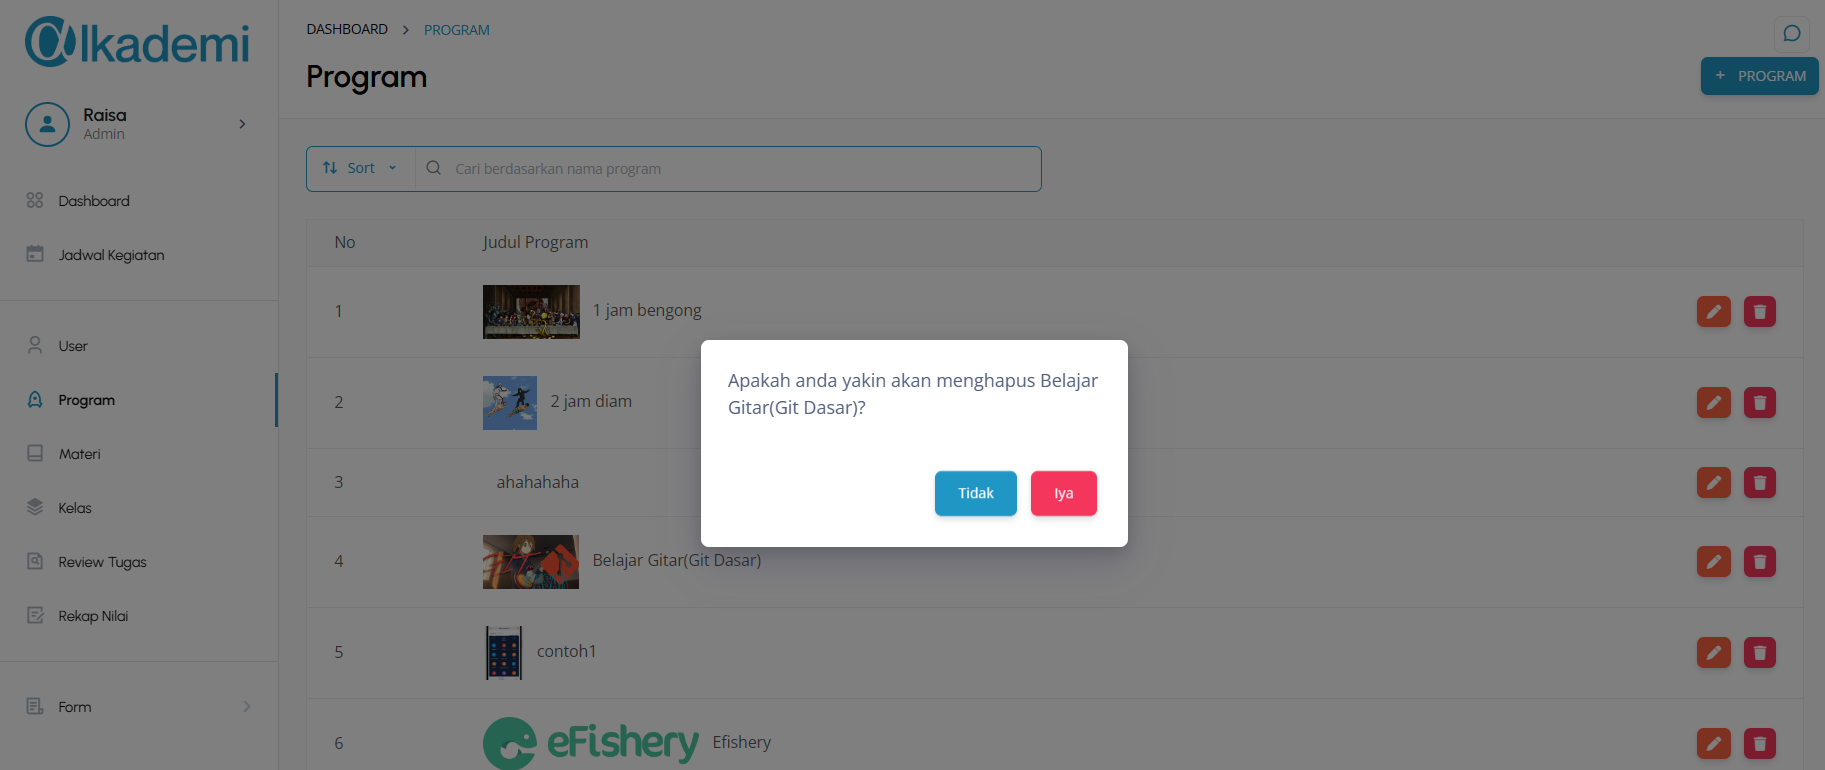 @lkademi
Raisa
Admin
Dashboard
Jadwal Kegiatan
User
Program
Materi
Kelas
Review Tugas
Rekap Nilai
Form
DASHBOARD > PROGRAM
Program
+ PROGRAM
Sort
Cari berdasarkan nama program
No Judul Program
1 1 jam bengong
2 2 jam diam
3 ahahahaha
4 Belajar Gitar(Git Dasar)
5 contoh1
6 eFishery Efishery
Apakah anda yakin akan menghapus Belajar
Gitar(Git Dasar)?
Tidak Iya